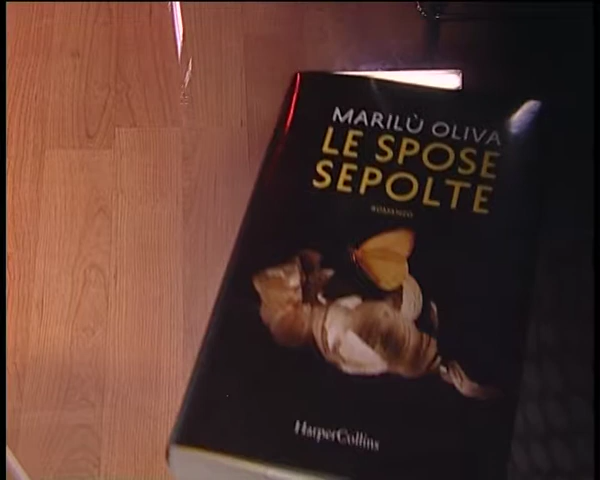 MARILÙ OLIVA
LE SPOSE
SEPOLTE
ROMANZO
HarperCollins